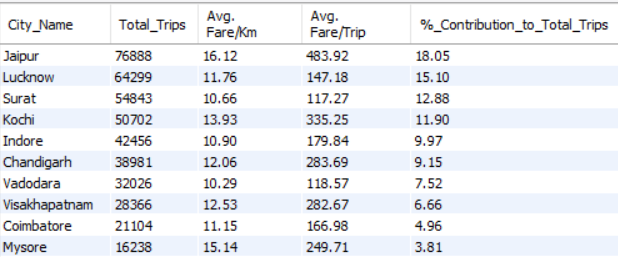 City_Name Total_Trips Avg. Fare/Km Avg. Fare/Trip %_Contribution_to_Total_Trips
Jaipur 76888 16.12 483.92 18.05
Lucknow 64299 11.76 147.18 15.10
Surat 54843 10.66 117.27 12.88
Kochi 50702 13.93 335.25 11.90
Indore 42456 10.90 179.84 9.97
Chandigarh 38981 12.06 283.69 9.15
Vadodara 32026 10.29 118.57 7.52
Visakhapatnam 28366 12.53 282.67 6.66
Coimbatore 21104 11.15 166.98 4.96
Mysore 16238 15.14 249.71 3.81